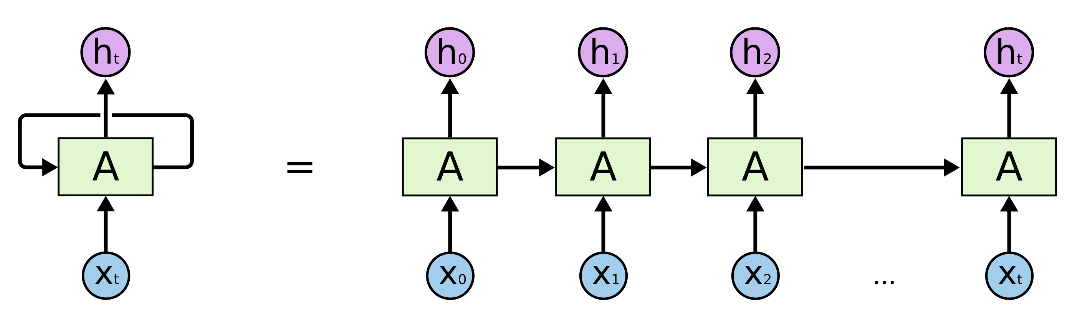 hₜ h₀ h₁ h₂ hₜ
A = A A A A
xₜ x₀ x₁ x₂ ... xₜ